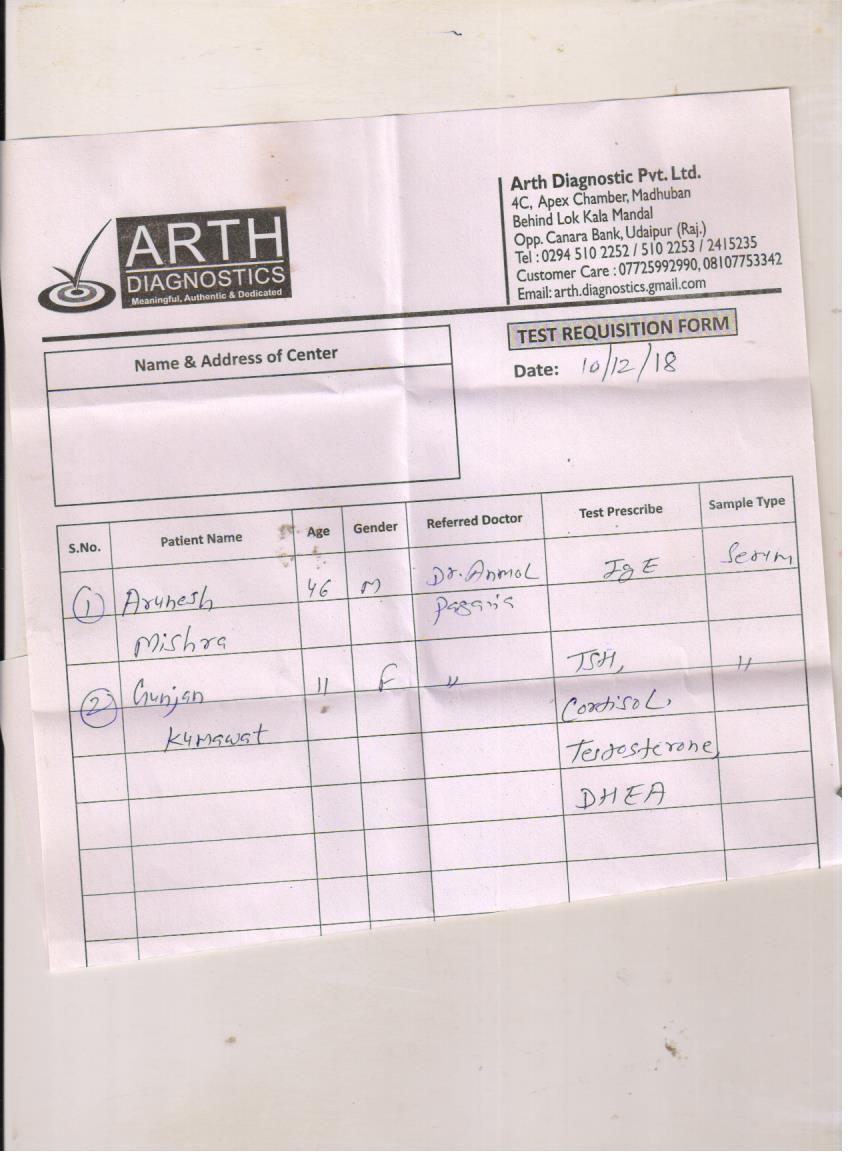 ARTH
DIAGNOSTICS
Meaningful, Authentic & Dedicated
Arth Diagnostic Pvt. Ltd.
4C, Apex Chamber, Madhuban
Behind Lok Kala Mandal
Opp. Canara Bank, Udaipur (Raj.)
Tel : 0294 510 2252 / 510 2253 / 2415235
Customer Care : 07725992990, 08107753342
Email: arth.diagnostics.gmail.com
TEST REQUISITION FORM
Date: 10/12/18
Name & Address of Center
S.No. Patient Name Age Gender Referred Doctor Test Prescribe Sample Type
1 Arunesh 46 M Dr. Anmol IgE Serum
Mishra Pagaria
2 Gunjan 11 F " TSH, "
Kumawat Cortisol,
Testosterone,
DHEA